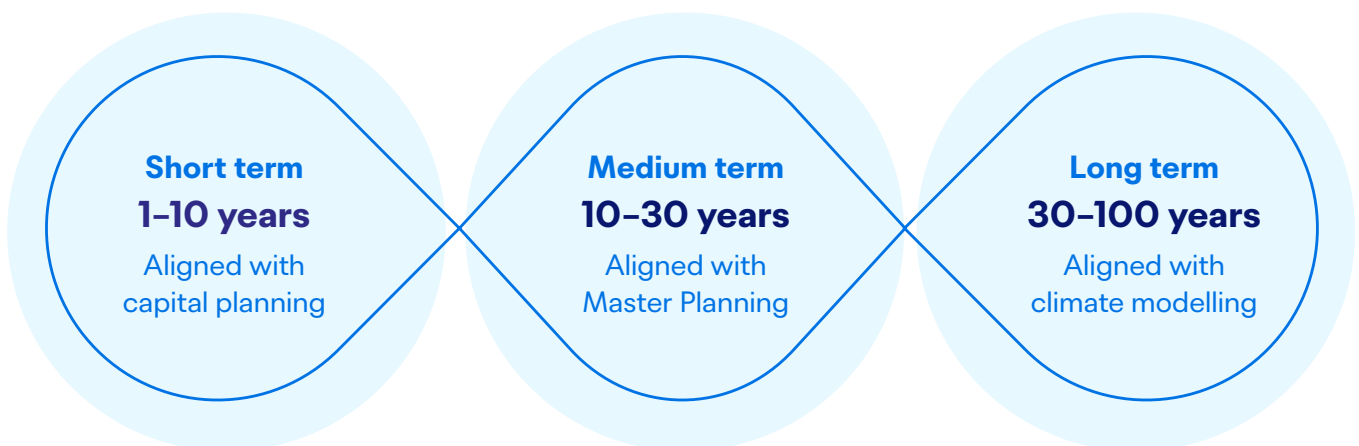 Short term
1–10 years
Aligned with
capital planning
Medium term
10–30 years
Aligned with
Master Planning
Long term
30–100 years
Aligned with
climate modelling